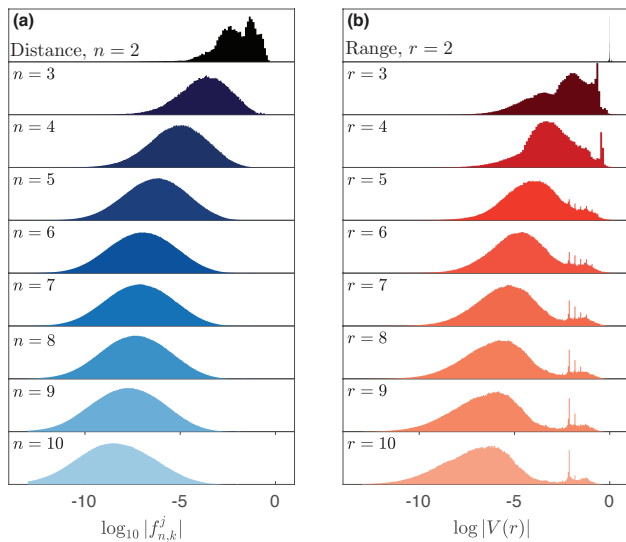 (a)
Distance, n = 2
n = 3
n = 4
n = 5
n = 6
n = 7
n = 8
n = 9
n = 10
-10 -5 0
log₁₀ |fʲₙ,ₖ|
(b)
Range, r = 2
r = 3
r = 4
r = 5
r = 6
r = 7
r = 8
r = 9
r = 10
-10 -5 0
log |V(r)|